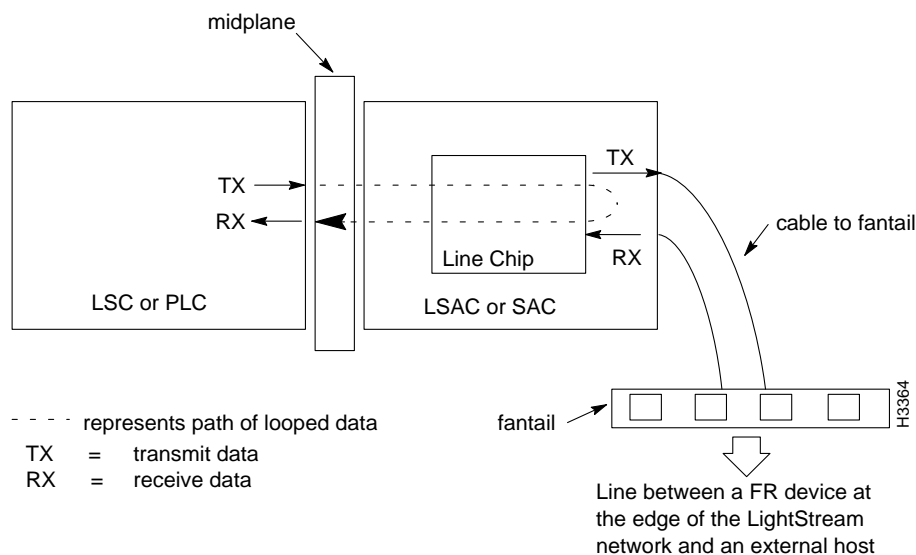 midplane
TX
TX
RX
cable to fantail
Line Chip
RX
LSC or PLC
LSAC or SAC
represents path of looped data
fantail
H3364
TX = transmit data
RX = receive data
Line between a FR device at
the edge of the LightStream
network and an external host